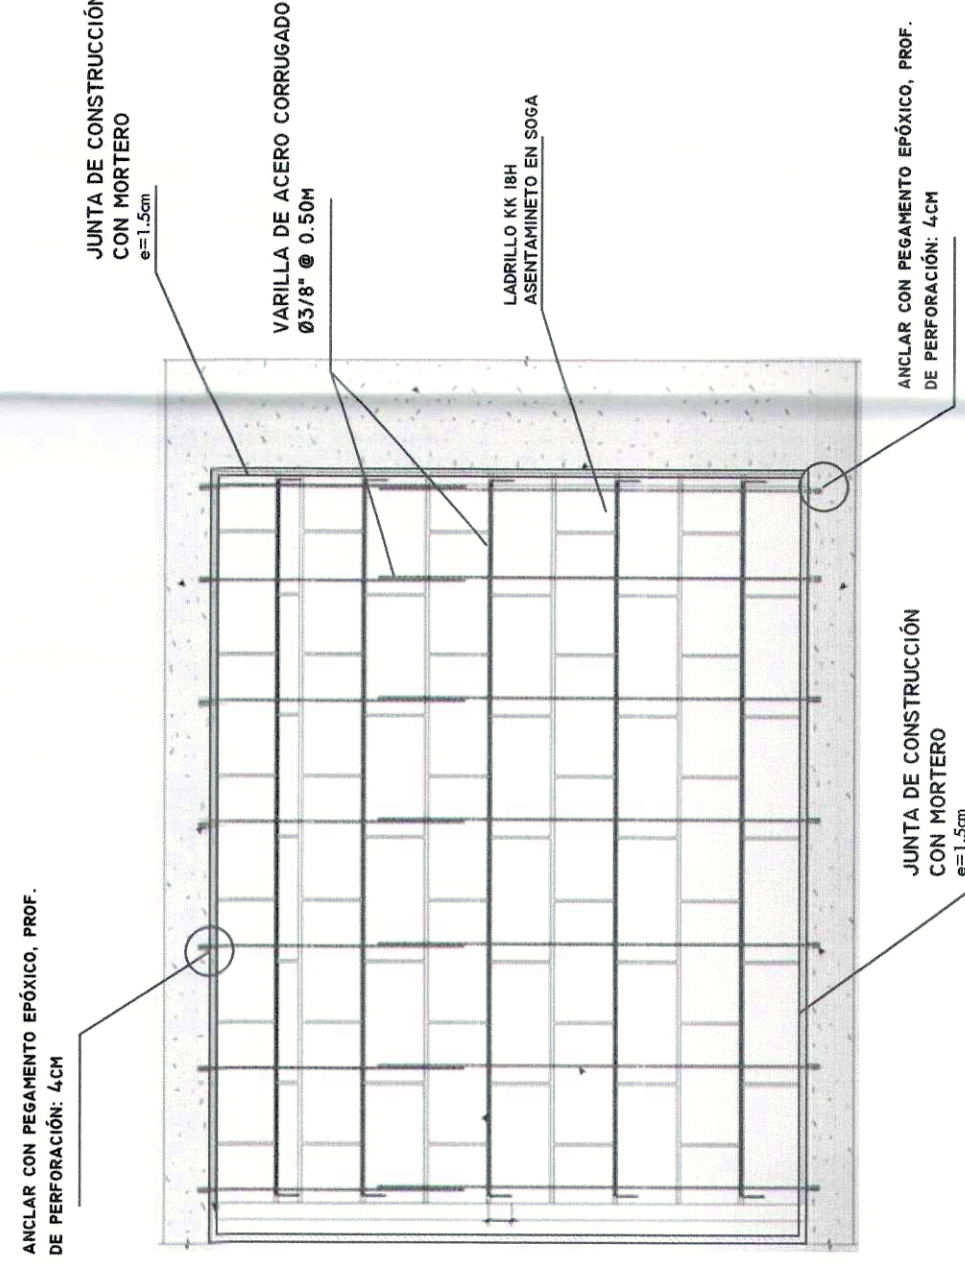 ANCLAR CON PEGAMENTO EPÓXICO, PROF.
DE PERFORACIÓN: 4CM
JUNTA DE CONSTRUCCIÓN
CON MORTERO
e=1.5cm
VARILLA DE ACERO CORRUGADO
Ø3/8" @ 0.50M
LADRILLO KK 18H
ASENTAMINETO EN SOGA
ANCLAR CON PEGAMENTO EPÓXICO, PROF.
DE PERFORACIÓN: 4CM
JUNTA DE CONSTRUCCIÓN
CON MORTERO
e=1.5cm